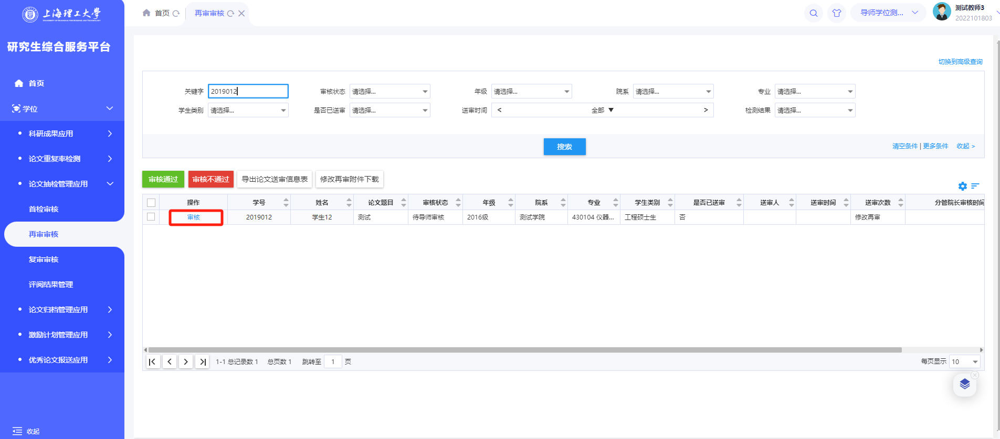 上海理工大學
UNIVERSITY OF SHANGHAI FOR SCIENCE AND TECHNOLOGY
研究生综合服务平台
首页
学位
科研成果应用
论文重复率检测
论文抽检管理应用
首检审核
再审审核
复审审核
评阅结果管理
论文归档管理应用
激励计划管理应用
优秀论文报送应用
收起
首页 再审审核
导师学位测...
测试教师3
2022101803
切换到高级查询
关键字 2019012 审核状态 请选择... 年级 请选择... 院系 请选择... 专业 请选择...
学生类别 请选择... 是否已送审 请选择... 送审时间 < 全部 ▼ > 检测结果 请选择...
搜索 清空条件 | 更多条件 收起 >
审核通过 审核不通过 导出论文送审信息表 修改再审附件下载
操作 学号 姓名 论文题目 审核状态 年级 院系 专业 学生类别 是否已送审 送审人 送审时间 送审次数 分管院长审核时间
审核 2019012 学生12 测试 待导师审核 2016级 测试学院 430104 仪器... 工程硕士生 否 修改再审
1-1 总记录数 1 总页数 1 跳转至 1 页 每页显示 10